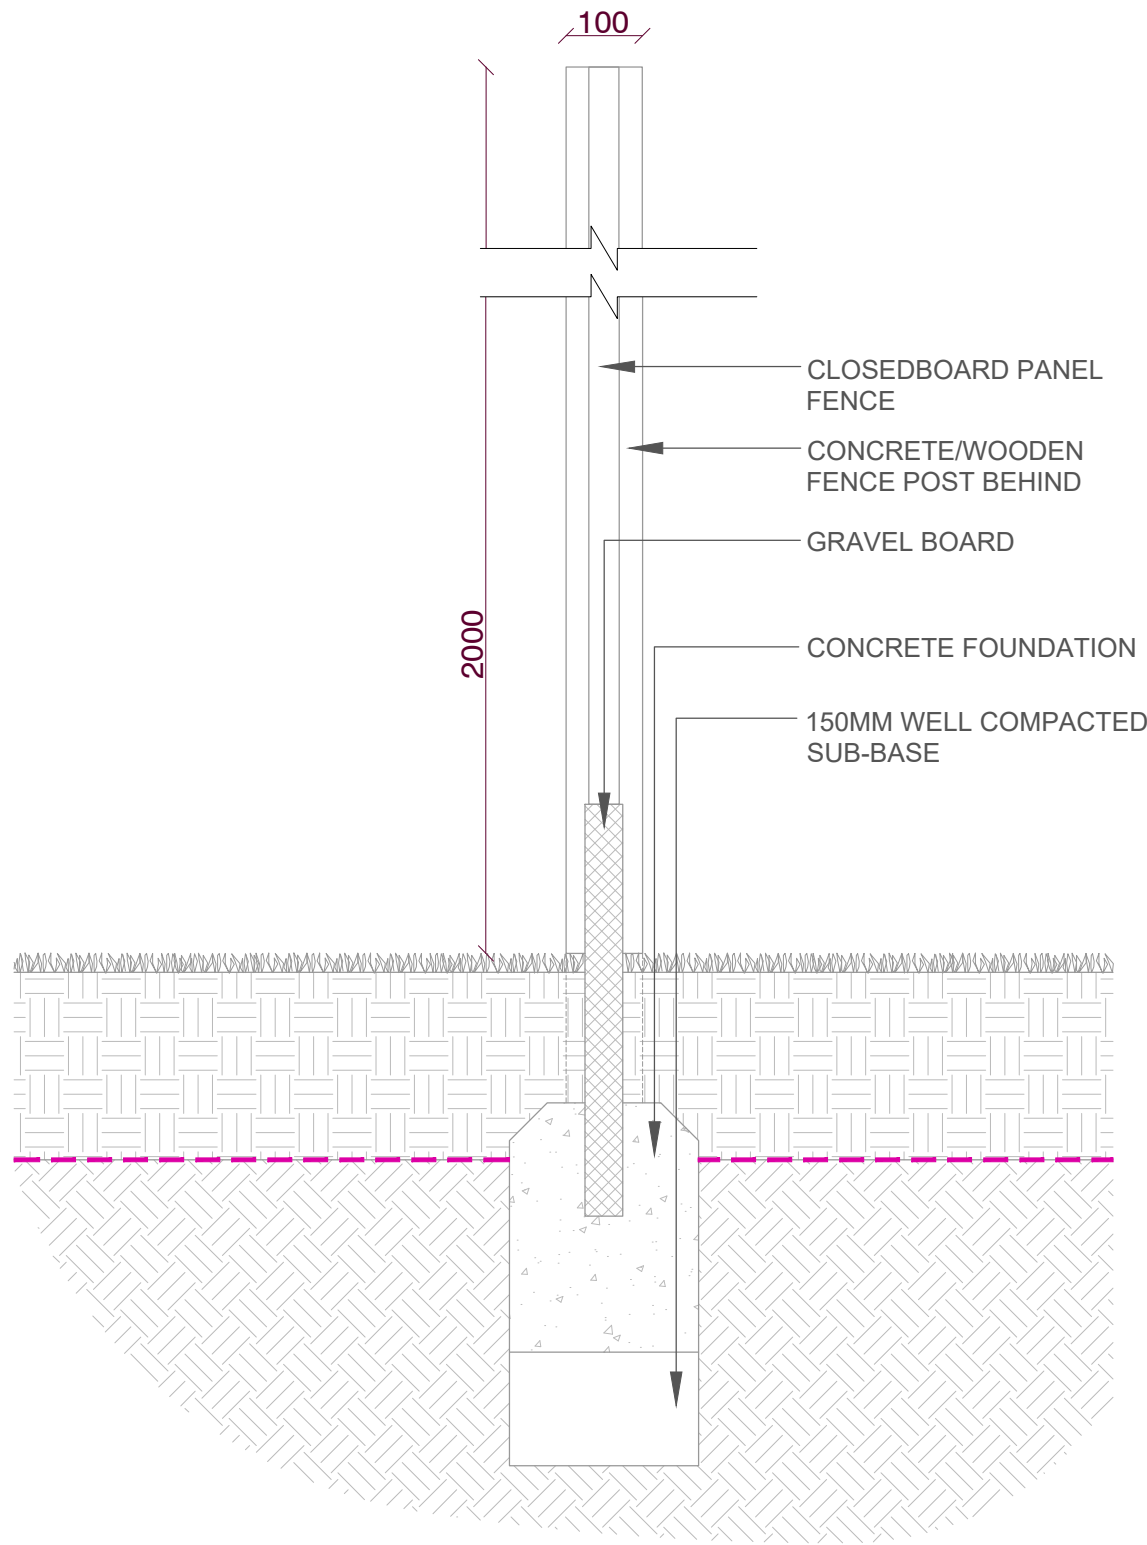 100
CLOSEDBOARD PANEL
FENCE
CONCRETE/WOODEN
FENCE POST BEHIND
GRAVEL BOARD
2000
CONCRETE FOUNDATION
150MM WELL COMPACTED
SUB-BASE